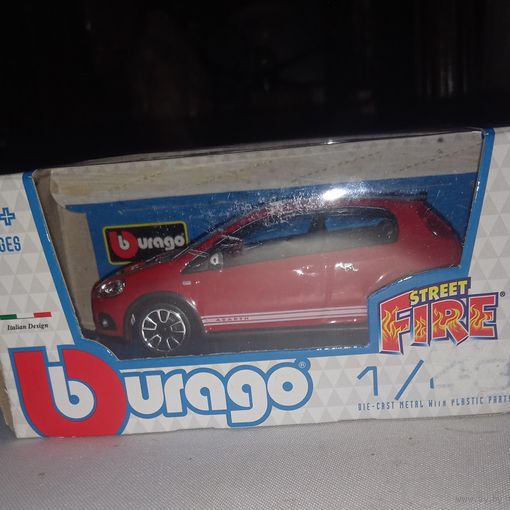 +
GES
Burago
STREET
FIRE
ABARTH
Italian Design
Burago®
1/43
DIE-CAST METAL WITH PLASTIC PARTS